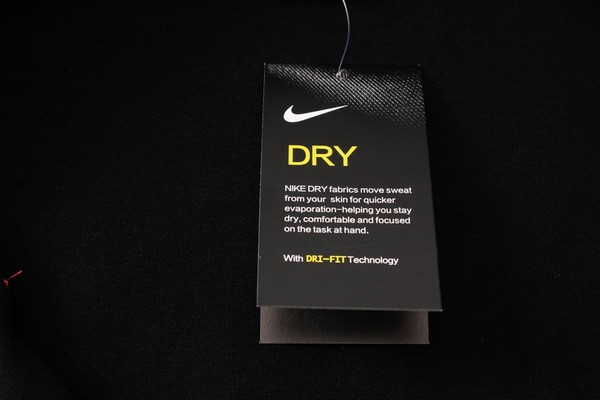 DRY
NIKE DRY fabrics move sweat
from your skin for quicker
evaporation-helping you stay
dry, comfortable and focused
on the task at hand.
With DRI-FIT Technology